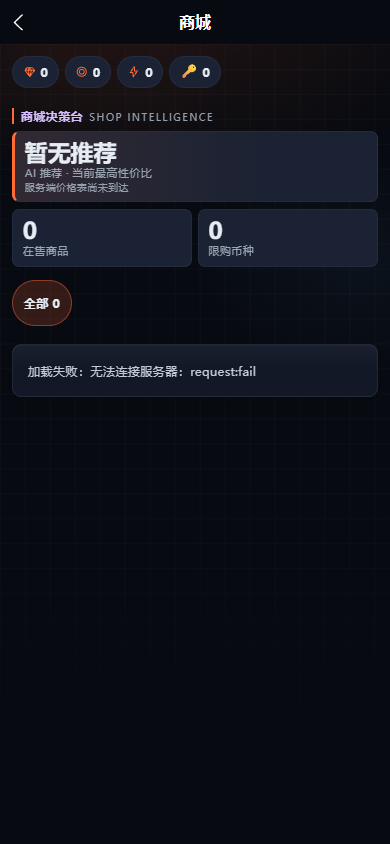 商城
0 0 0 0
商城决策台 SHOP INTELLIGENCE
暂无推荐
AI 推荐 · 当前最高性价比
服务端价格表尚未到达
0
在售商品
0
限购币种
全部 0
加载失败：无法连接服务器：request:fail